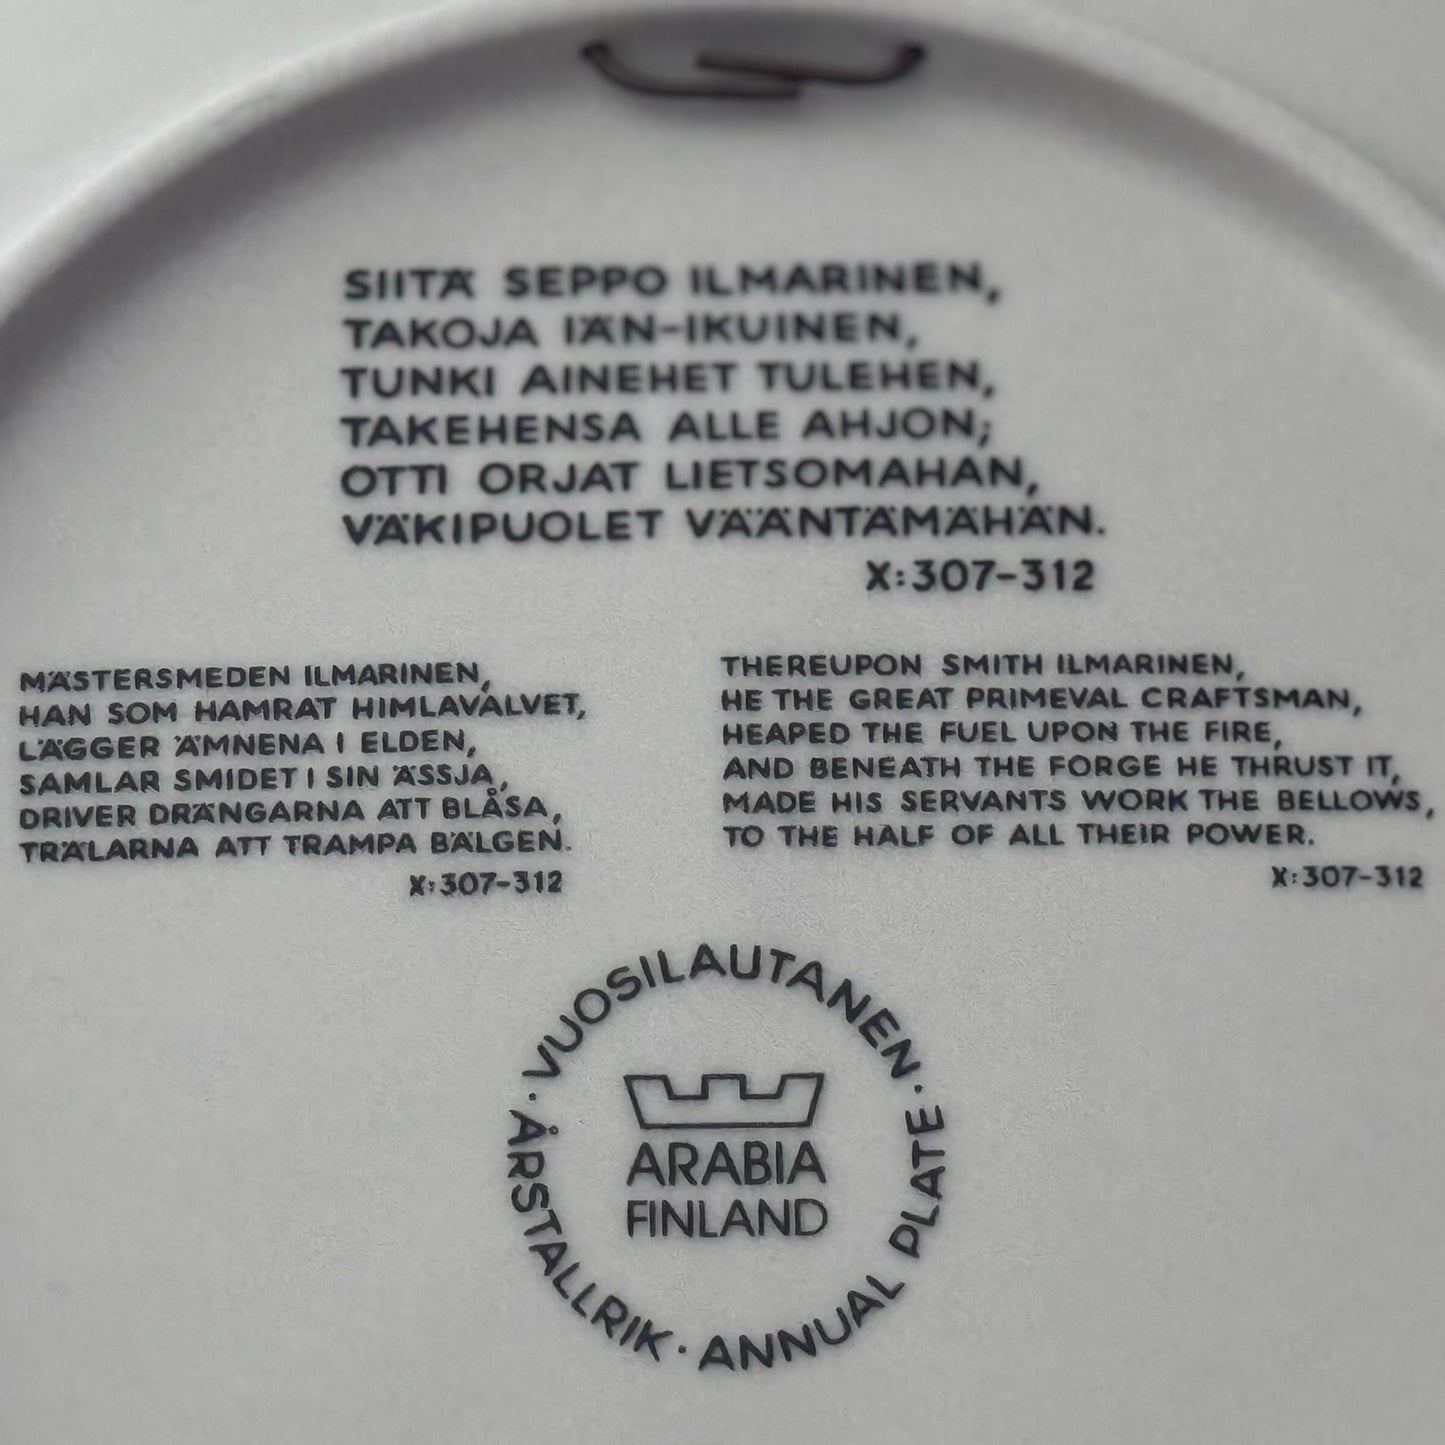 SIITÄ SEPPO ILMARINEN,
TAKOJA IÄN-IKUINEN,
TUNKI AINEHET TULEHEN,
TAKEHENSA ALLE AHJON;
OTTI ORJAT LIETSOMAHAN,
VÄKIPUOLET VÄÄNTÄMÄHÄN.
X:307-312
MÄSTERSMEDEN ILMARINEN,
HAN SOM HAMRAT HIMLAVALVET,
LÄGGER ÄMNENA I ELDEN,
SAMLAR SMIDET I SIN ÄSSJA,
DRIVER DRÄNGARNA ATT BLÅSA,
TRÄLARNA ATT TRAMPA BÄLGEN.
X:307-312
THEREUPON SMITH ILMARINEN,
HE THE GREAT PRIMEVAL CRAFTSMAN,
HEAPED THE FUEL UPON THE FIRE,
AND BENEATH THE FORGE HE THRUST IT,
MADE HIS SERVANTS WORK THE BELLOWS,
TO THE HALF OF ALL THEIR POWER.
X:307-312
VUOSILAUTANEN · ANNUAL PLATE · ÅRSTALLRIK ·
ARABIA
FINLAND